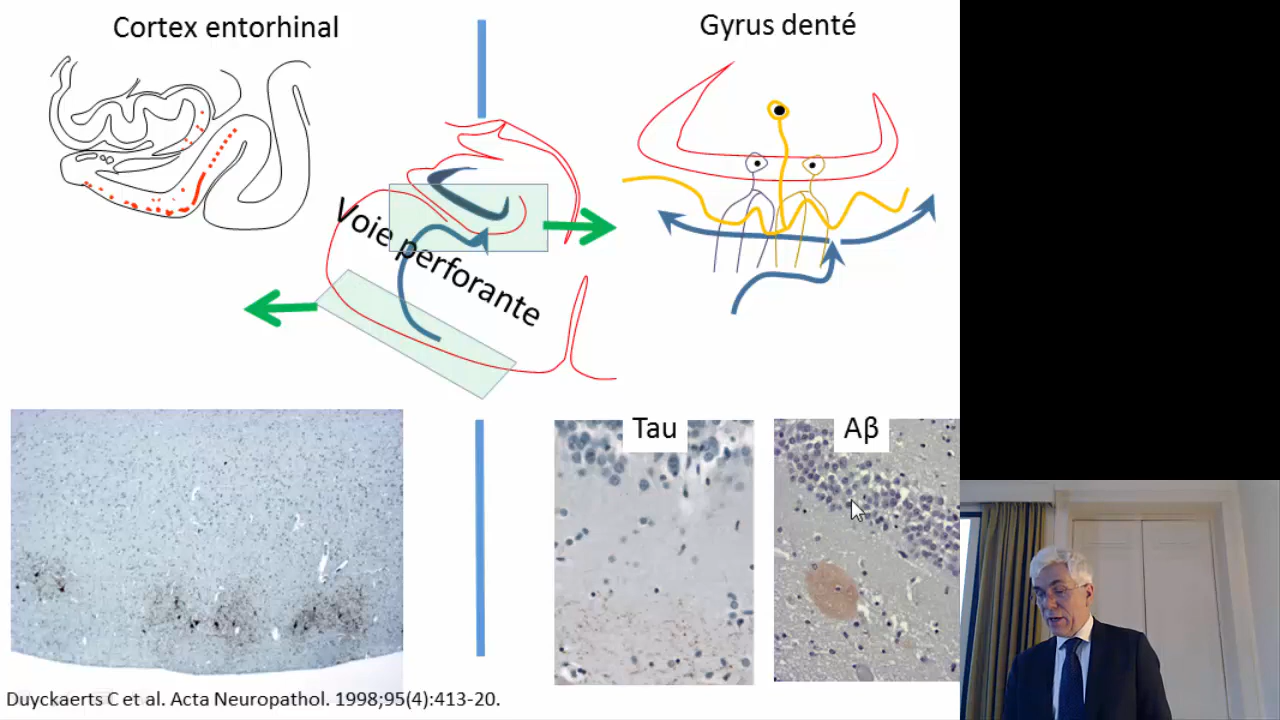 Cortex entorhinal
Gyrus denté
Voie perforante
Tau
Aβ
Duyckaerts C et al. Acta Neuropathol. 1998;95(4):413-20.